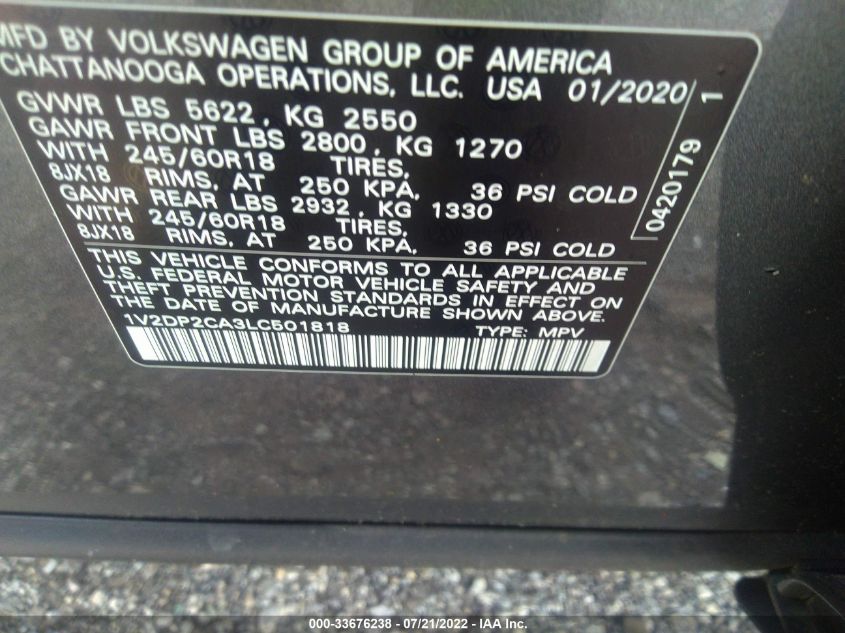 MFD BY VOLKSWAGEN GROUP OF AMERICA
CHATTANOOGA OPERATIONS, LLC. USA 01/2020
GVWR LBS 5622, KG 2550
GAWR FRONT LBS 2800, KG 1270
WITH 245/60R18 TIRES,
8JX18 RIMS, AT 250 KPA, 36 PSI COLD
GAWR REAR LBS 2932, KG 1330
WITH 245/60R18 TIRES,
8JX18 RIMS, AT 250 KPA, 36 PSI COLD
THIS VEHICLE CONFORMS TO ALL APPLICABLE
U.S. FEDERAL MOTOR VEHICLE SAFETY AND
THEFT PREVENTION STANDARDS IN EFFECT ON
THE DATE OF MANUFACTURE SHOWN ABOVE.
1V2DP2CA3LC501818 TYPE: MPV
0420179 1
000-33676238 - 07/21/2022 - IAA Inc.